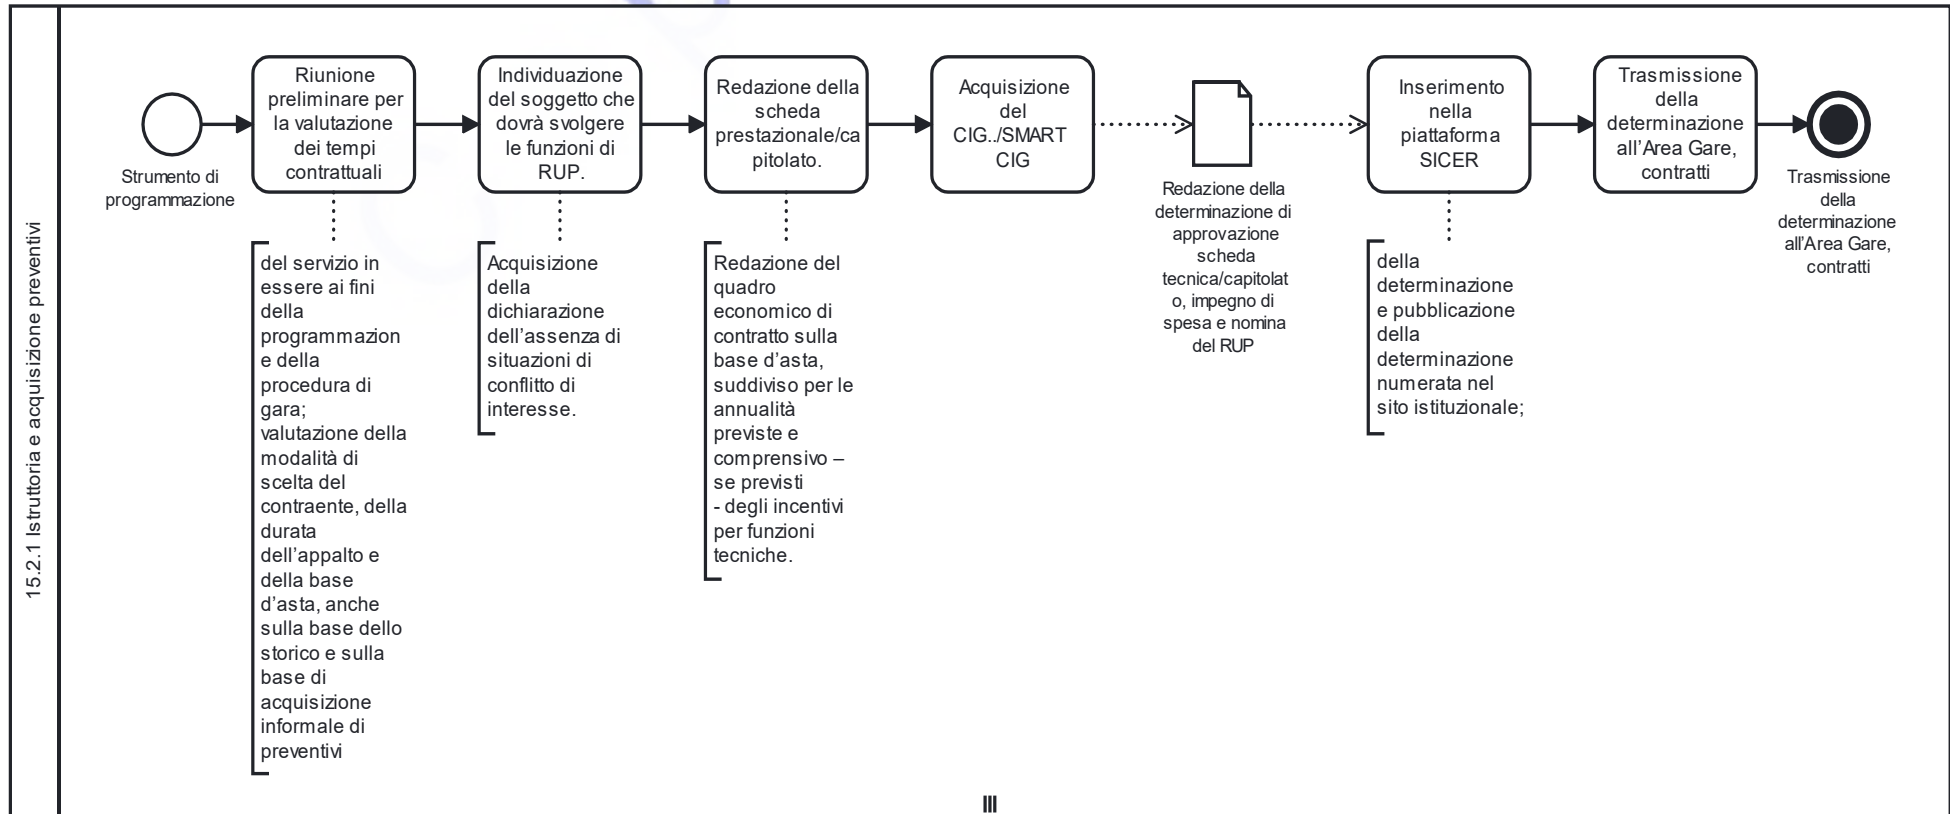 15.2.1 Istruttoria e acquisizione preventivi
Strumento di
programmazione
Riunione
preliminare per
la valutazione
dei tempi
contrattuali
del servizio in
essere ai fini
della
programmazion
e della
procedura di
gara;
valutazione della
modalità di
scelta del
contraente, della
durata
dell'appalto e
della base
d'asta, anche
sulla base dello
storico e sulla
base di
acquisizione
informale di
preventivi
Individuazione
del soggetto che
dovrà svolgere
le funzioni di
RUP.
Acquisizione
della
dichiarazione
dell'assenza di
situazioni di
conflitto di
interesse.
Redazione della
scheda
prestazionale/ca
pitolato.
Redazione del
quadro
economico di
contratto sulla
base d'asta,
suddiviso per le
annualità
previste e
comprensivo –
se previsti
- degli incentivi
per funzioni
tecniche.
Acquisizione
del
CIG../SMART
CIG
Redazione della
determinazione di
approvazione
scheda
tecnica/capitolat
o, impegno di
spesa e nomina
del RUP
Inserimento
nella
piattaforma
SICER
della
determinazione
e pubblicazione
della
determinazione
numerata nel
sito istituzionale;
Trasmissione
della
determinazione
all'Area Gare,
contratti
Trasmissione
della
determinazione
all'Area Gare,
contratti